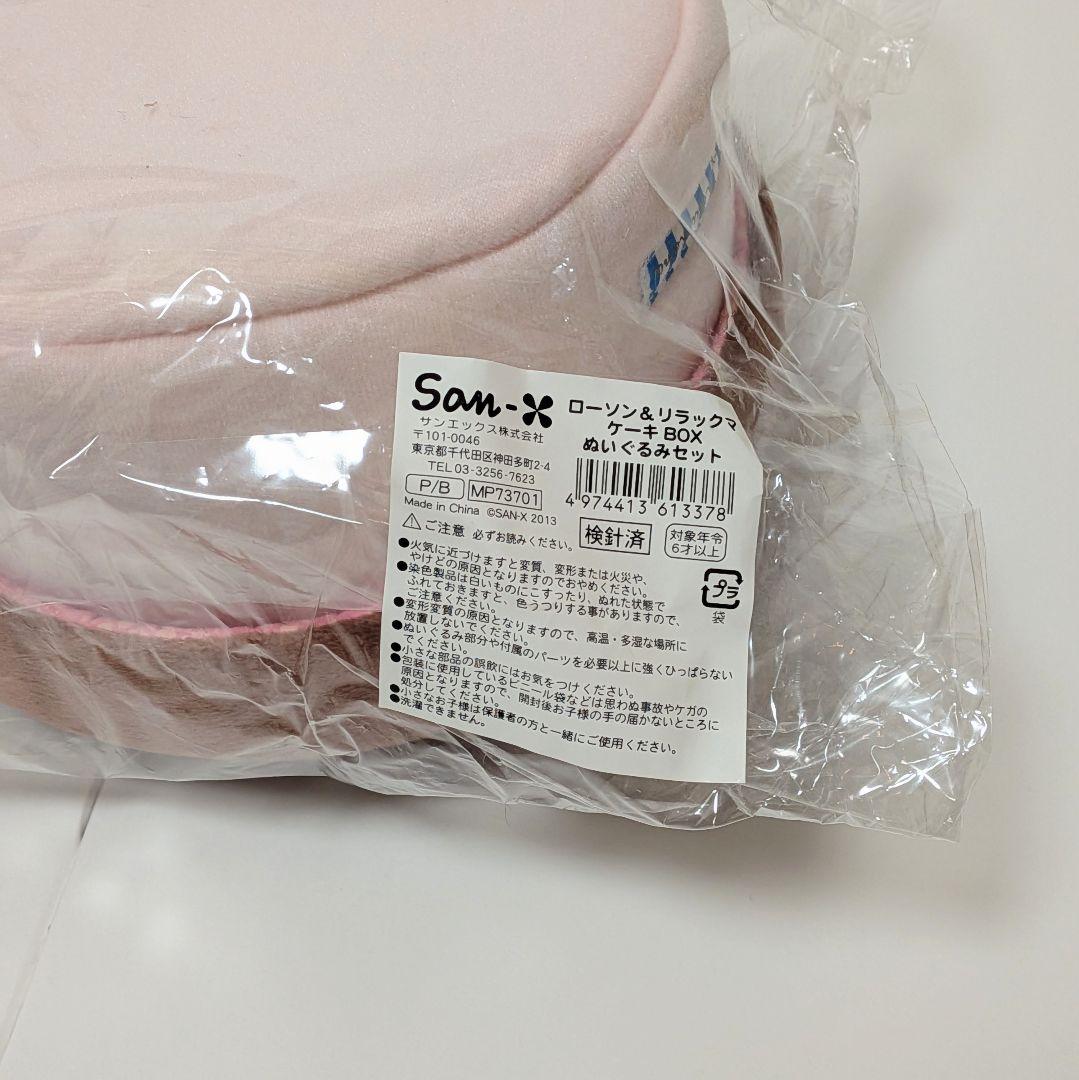 San-X
サンエックス株式会社
〒101-0046
東京都千代田区神田多町2-4
TEL 03-3256-7623
P/B MP73701
Made in China ©SAN-X 2013
ローソン&リラックマ
ケーキBOX
ぬいぐるみセット
4 974413 613378
検針済
対象年令
6才以上
プラ
袋
⚠ご注意 必ずお読みください。
●火気に近づけますと変質、変形または火災や、
やけどの原因となりますのでおやめください。
●染色製品は白いものにこすったり、ぬれた状態で
ふれておきますと、色うつりする事がありますので、
ご注意ください。
●変形変質の原因となりますので、高温・多湿な場所に
放置しないでください。
●ぬいぐるみ部分や付属のパーツを必要以上に強くひっぱらない
でください。
●小さな部品の誤飲にはお気をつけください。
●包装に使用しているビニール袋などは思わぬ事故やケガの
原因となりますので、開封後お子様の手の届かないところに
処分してください。
●小さなお子様は保護者の方と一緒にご使用ください。
●洗濯できません。